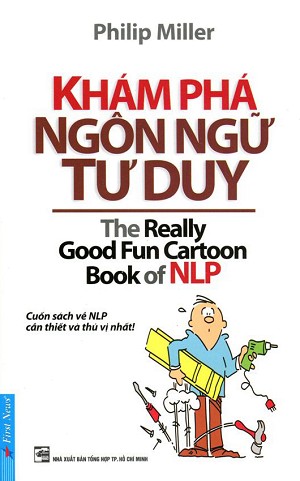 Philip Miller
KHÁM PHÁ
NGÔN NGỮ
TƯ DUY
The Really
Good Fun Cartoon
Book of NLP
Cuốn sách về NLP
cần thiết và thú vị nhất!
First News
NHÀ XUẤT BẢN TỔNG HỢP TP. HỒ CHÍ MINH